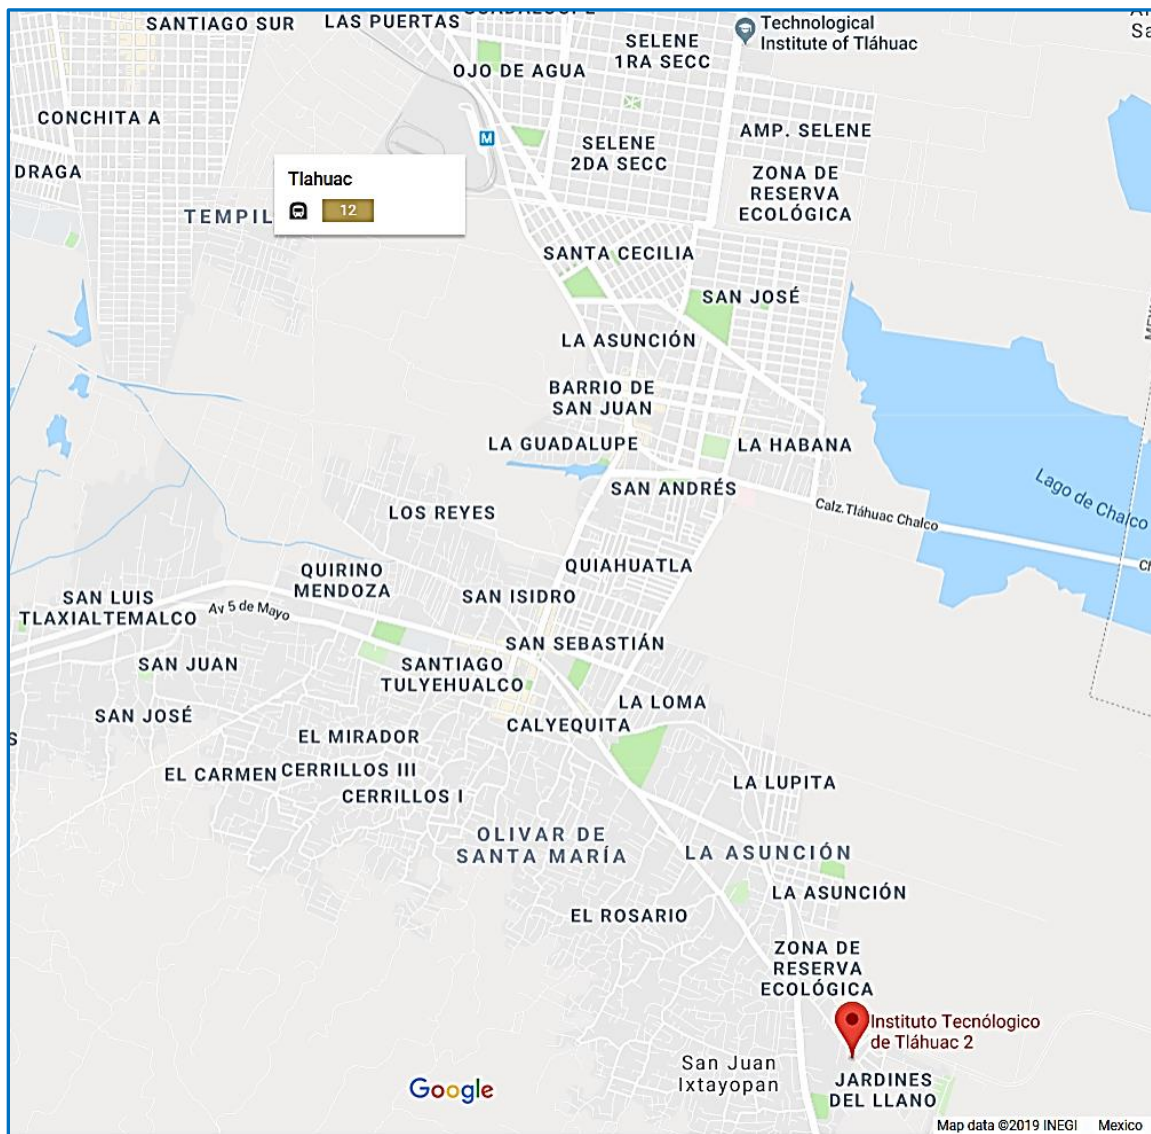 SANTIAGO SUR
LAS PUERTAS
SELENE
1RA SECC
Technological
Institute of Tláhuac
OJO DE AGUA
CONCHITA A
M
SELENE
2DA SECC
AMP. SELENE
DRAGA
Tlahuac
12
ZONA DE
RESERVA
ECOLÓGICA
TEMPIL
SANTA CECILIA
SAN JOSÉ
LA ASUNCIÓN
BARRIO DE
SAN JUAN
LA GUADALUPE
LA HABANA
SAN ANDRÉS
Lago de Chalco
Calz.Tláhuac Chalco
LOS REYES
QUIAHUATLA
QUIRINO
MENDOZA
SAN ISIDRO
SAN LUIS
TLAXIALTEMALCO
Av 5 de Mayo
SAN SEBASTIÁN
SAN JUAN
SANTIAGO
TULYEHUALCO
LA LOMA
SAN JOSÉ
CALYEQUITA
EL MIRADOR
EL CARMEN
CERRILLOS III
CERRILLOS I
LA LUPITA
OLIVAR DE
SANTA MARÍA
LA ASUNCIÓN
LA ASUNCIÓN
EL ROSARIO
ZONA DE
RESERVA
ECOLÓGICA
Instituto Tecnólogico
de Tláhuac 2
San Juan
Ixtayopan
JARDINES
DEL LLANO
Google
Map data ©2019 INEGI Mexico